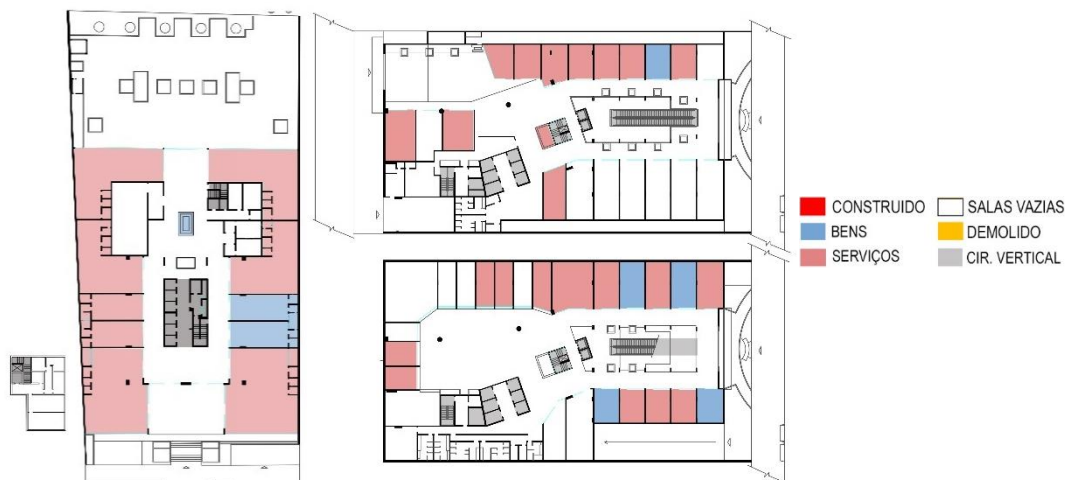 CONSTRUIDO
SALAS VAZIAS
BENS
DEMOLIDO
SERVIÇOS
CIR. VERTICAL